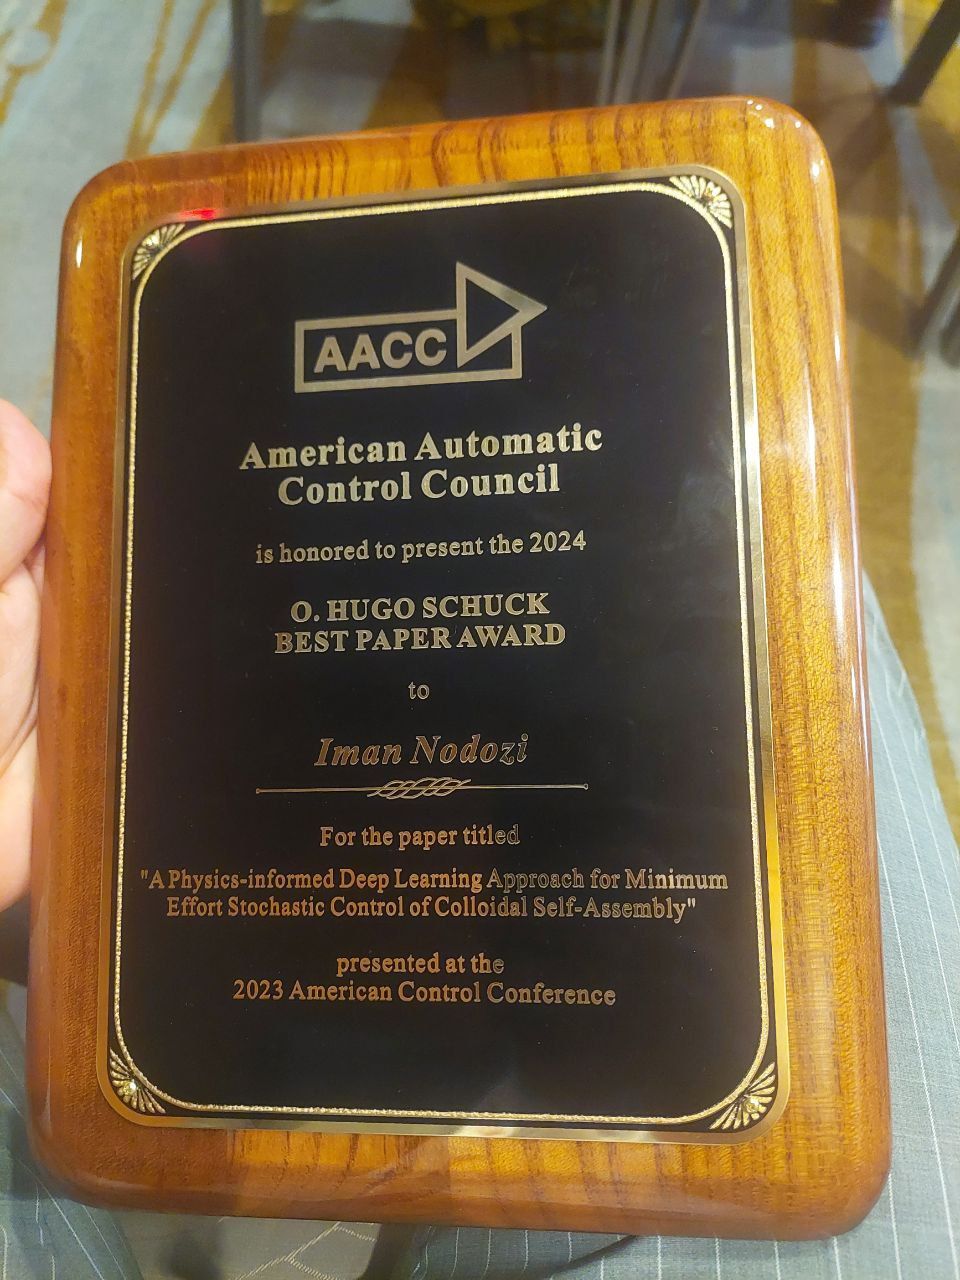 AACC
American Automatic
Control Council
is honored to present the 2024
O. HUGO SCHUCK
BEST PAPER AWARD
to
Iman Nodozi
For the paper titled
"A Physics-informed Deep Learning Approach for Minimum
Effort Stochastic Control of Colloidal Self-Assembly"
presented at the
2023 American Control Conference